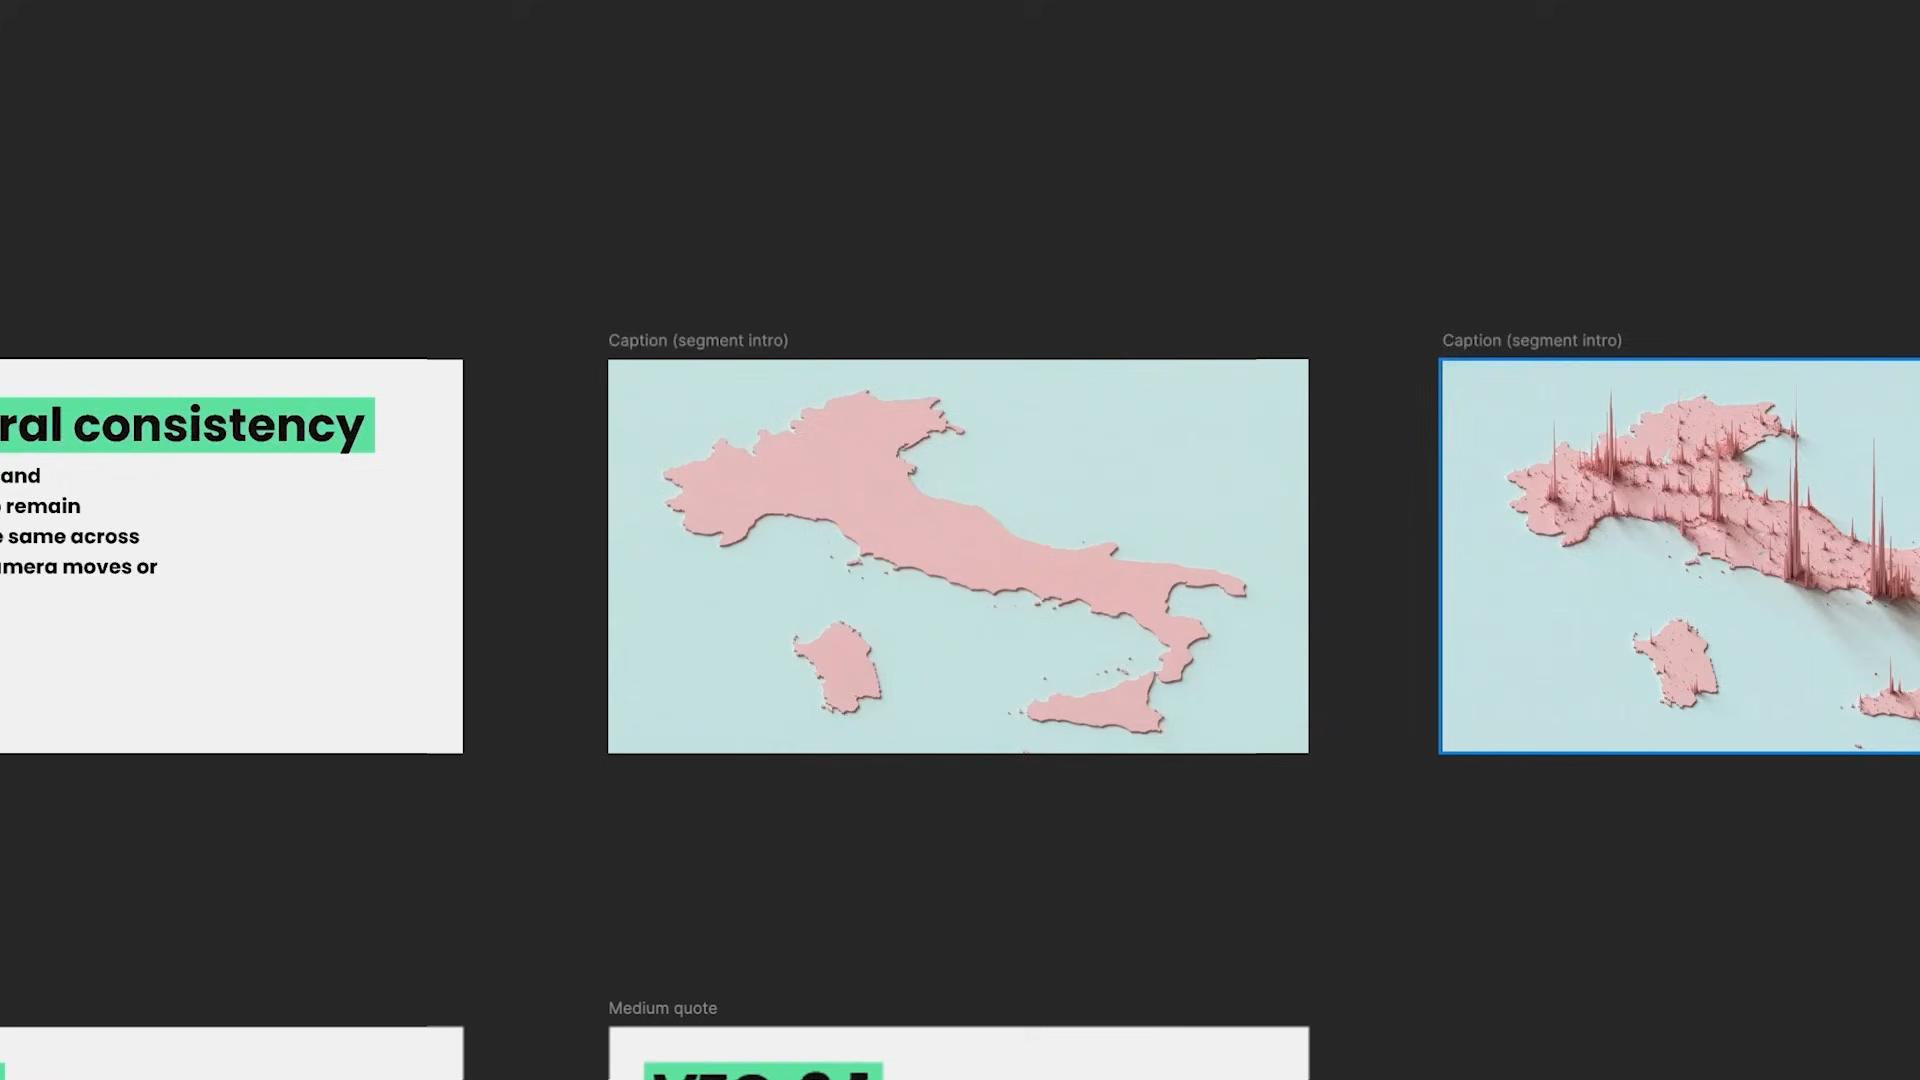 Caption (segment intro)
Caption (segment intro)
ral consistency
and
remain
same across
mera moves or
Medium quote